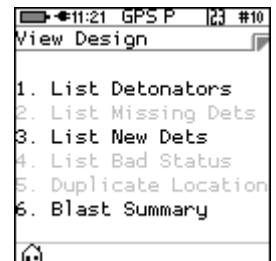 11:21 GPS P 123 #10
View Design
1. List Detonators
2. List Missing Dets
3. List New Dets
4. List Bad Status
5. Duplicate Location
6. Blast Summary